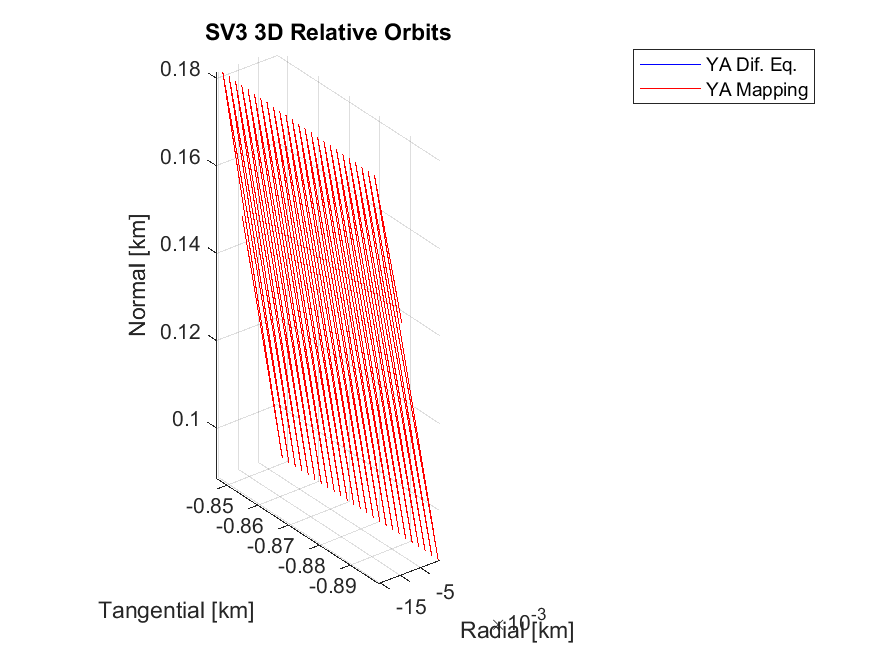 SV3 3D Relative Orbits
YA Dif. Eq.
YA Mapping
0.18
0.16
0.14
0.12
0.1
Normal [km]
-0.85
-0.86
-0.87
-0.88
-0.89
Tangential [km]
-5
-15
×10-3
Radial [km]